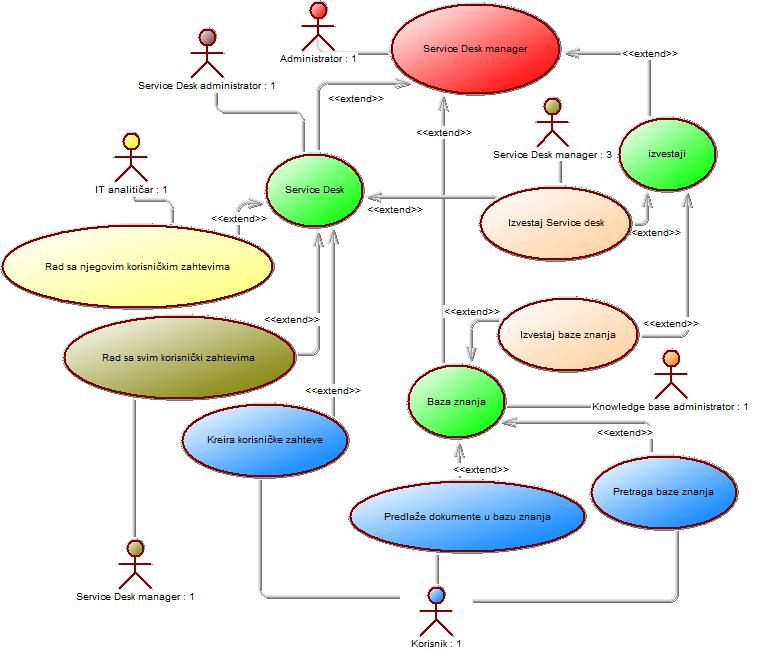 Service Desk manager
Administrator : 1
<<extend>>
Service Desk administrator : 1
<<extend>>
<<extend>>
Service Desk manager : 3
izvestaji
IT analitičar : 1
Service Desk
<<extend>>
<<extend>>
Izvestaj Service desk
<<extend>>
Rad sa njegovim korisničkim zahtevima
<<extend>>
<<extend>>
<<extend>>
Izvestaj baze znanja
Rad sa svim korisnički zahtevima
<<extend>>
Baza znanja
Knowledge base administrator : 1
<<extend>>
Kreira korisničke zahteve
<<extend>>
Pretraga baze znanja
Predlaže dokumente u bazu znanja
Service Desk manager : 1
Korisnik : 1